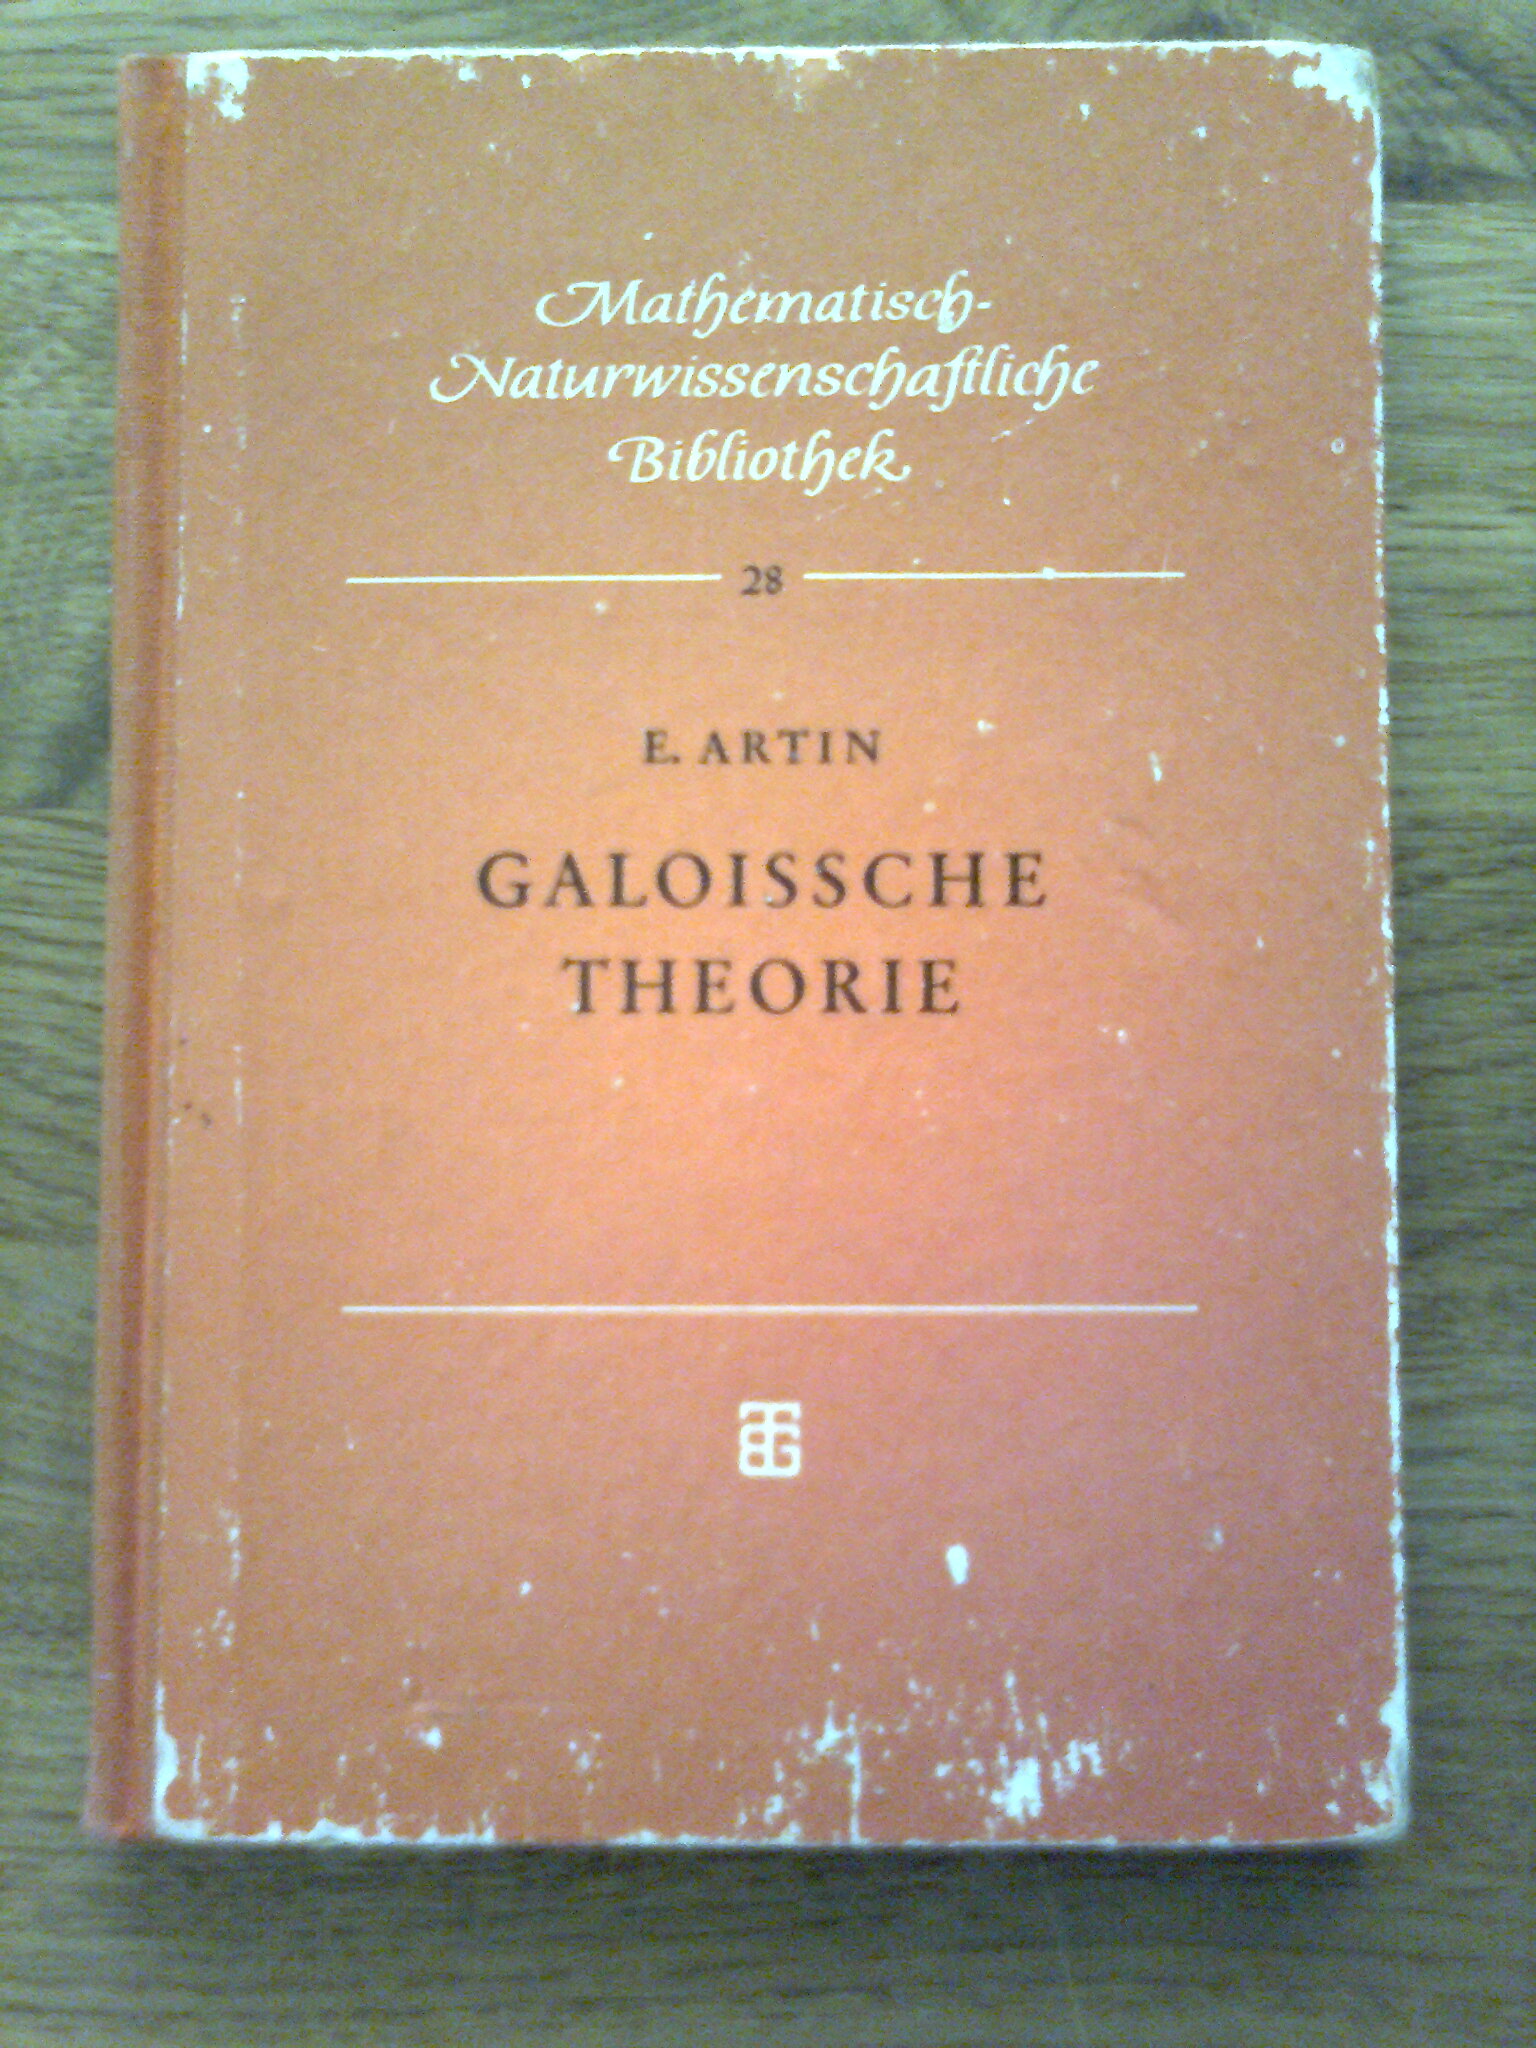 Mathematisch-
Naturwissenschaftliche
Bibliothek
28
E. ARTIN
GALOISSCHE
THEORIE